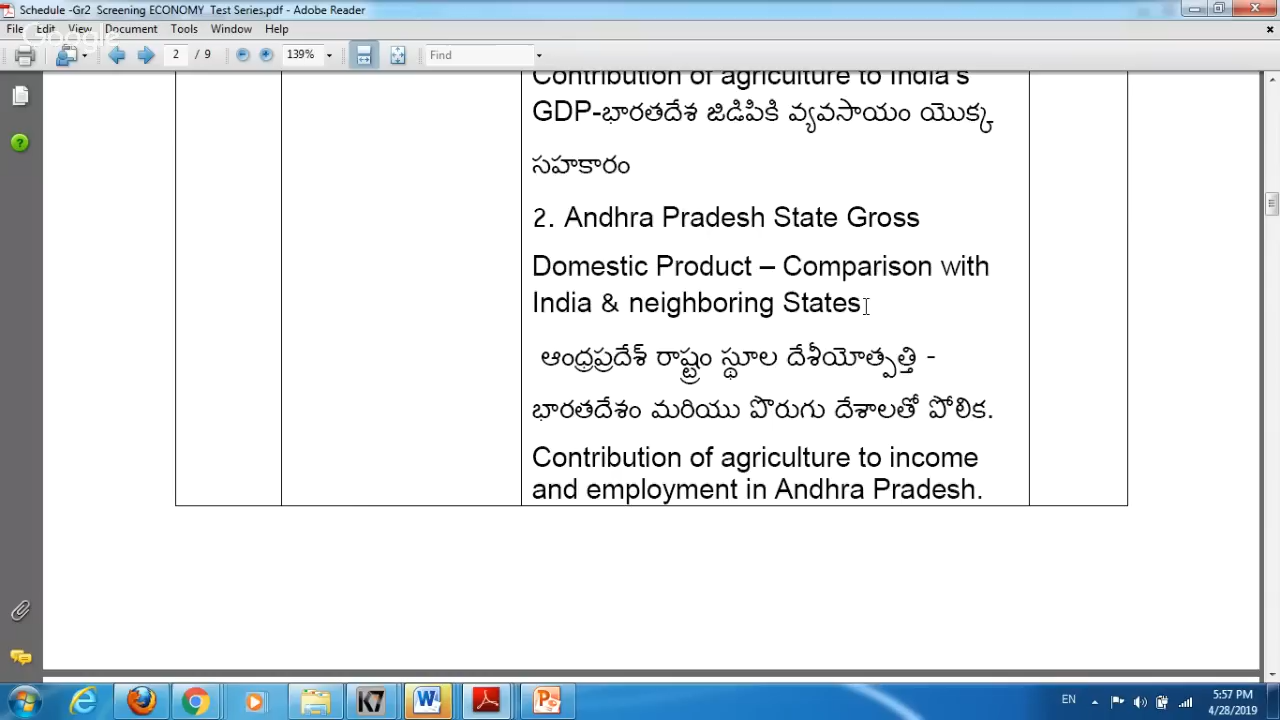 Schedule -Gr2 Screening ECONOMY Test Series.pdf - Adobe Reader
File Edit View Document Tools Window Help
Google
2 / 9 139% Find
Contribution of agriculture to India's
GDP-భారతదేశ జిడిపికి వ్యవసాయం యొక్క
సహకారం
2. Andhra Pradesh State Gross
Domestic Product – Comparison with
India & neighboring States
ఆంధ్రప్రదేశ్ రాష్ట్రం స్థూల దేశీయోత్పత్తి -
భారతదేశం మరియు పొరుగు దేశాలతో పోలిక.
Contribution of agriculture to income
and employment in Andhra Pradesh.
EN
5:57 PM
4/28/2019